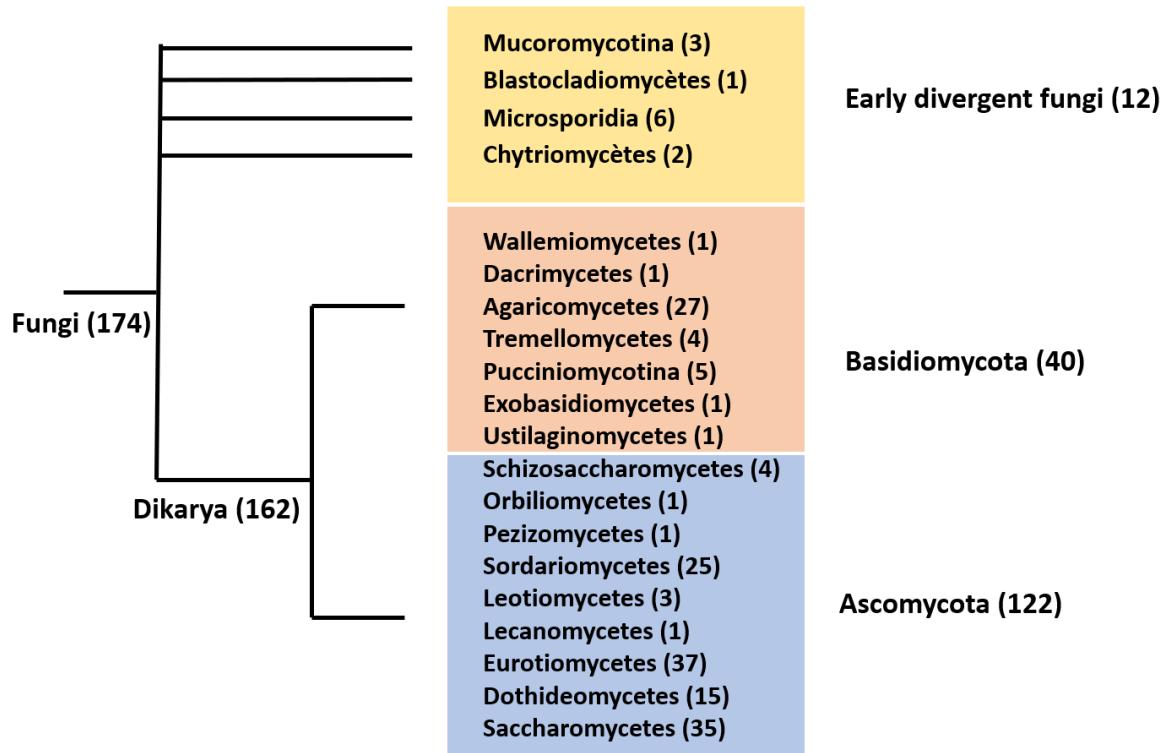 Mucoromycotina (3)
Blastocladiomycètes (1)
Microsporidia (6)
Chytriomycètes (2)
Early divergent fungi (12)
Wallemiomycetes (1)
Dacrimycetes (1)
Agaricomycetes (27)
Tremellomycetes (4)
Pucciniomycotina (5)
Exobasidiomycetes (1)
Ustilaginomycetes (1)
Basidiomycota (40)
Fungi (174)
Dikarya (162)
Schizosaccharomycetes (4)
Orbiliomycetes (1)
Pezizomycetes (1)
Sordariomycetes (25)
Leotiomycetes (3)
Lecanomycetes (1)
Eurotiomycetes (37)
Dothideomycetes (15)
Saccharomycetes (35)
Ascomycota (122)